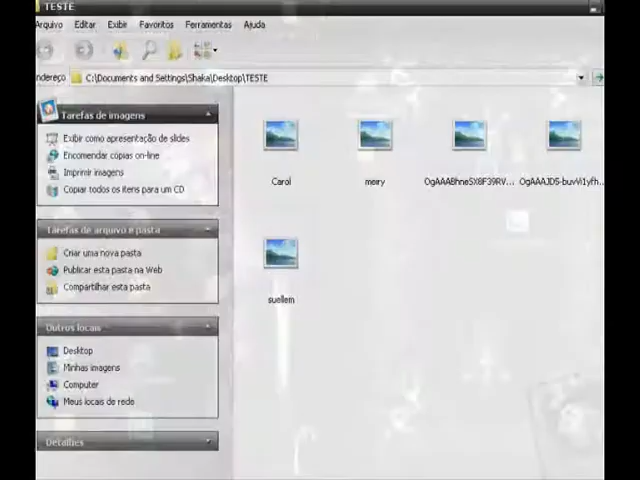 TESTE
Arquivo Editar Exibir Favoritos Ferramentas Ajuda
ndereço C:\Documents and Settings\Shaka\Desktop\TESTE
Tarefas de imagens
Exibir como apresentação de slides
Encomendar cópias on-line
Imprimir imagens
Copiar todos os itens para um CD
Carol meiry
suellem
Tarefas de arquivo e pasta
Criar uma nova pasta
Publicar esta pasta na Web
Compartilhar esta pasta
Outros locais
Desktop
Minhas imagens
Computer
Meus locais de rede
Detalhes